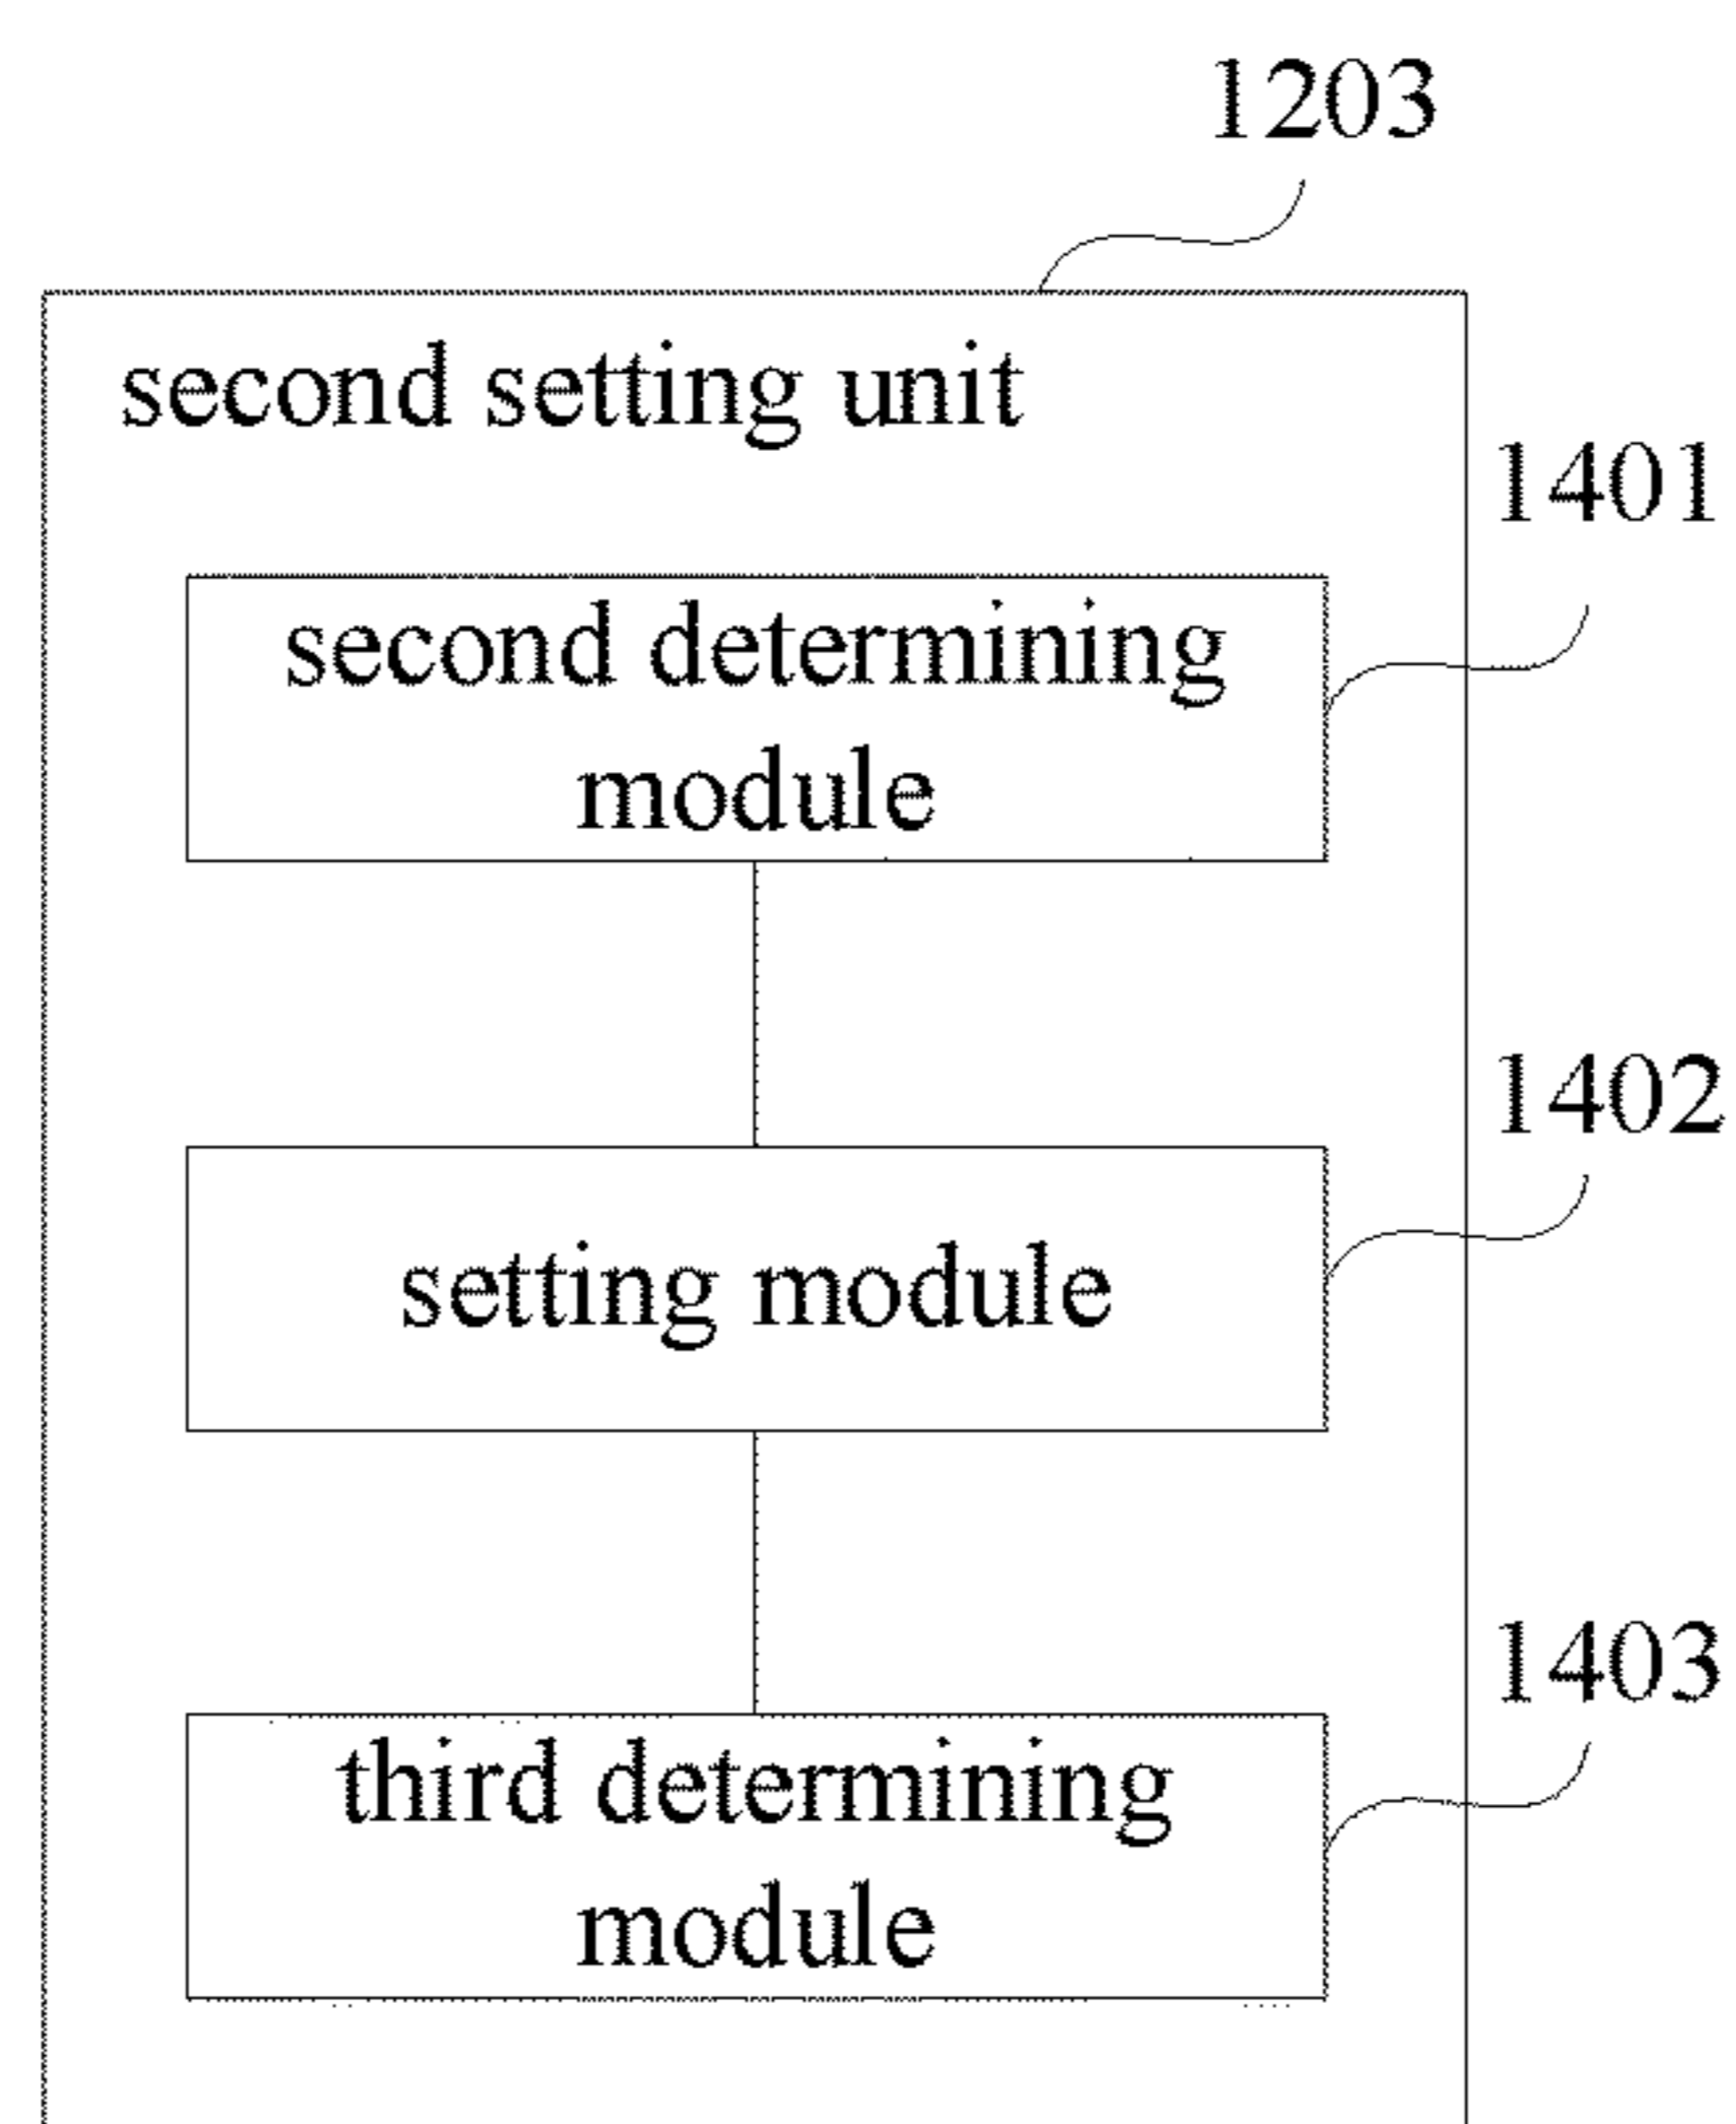 1203
second setting unit
1401
second determining
module
1402
setting module
1403
third determining
module